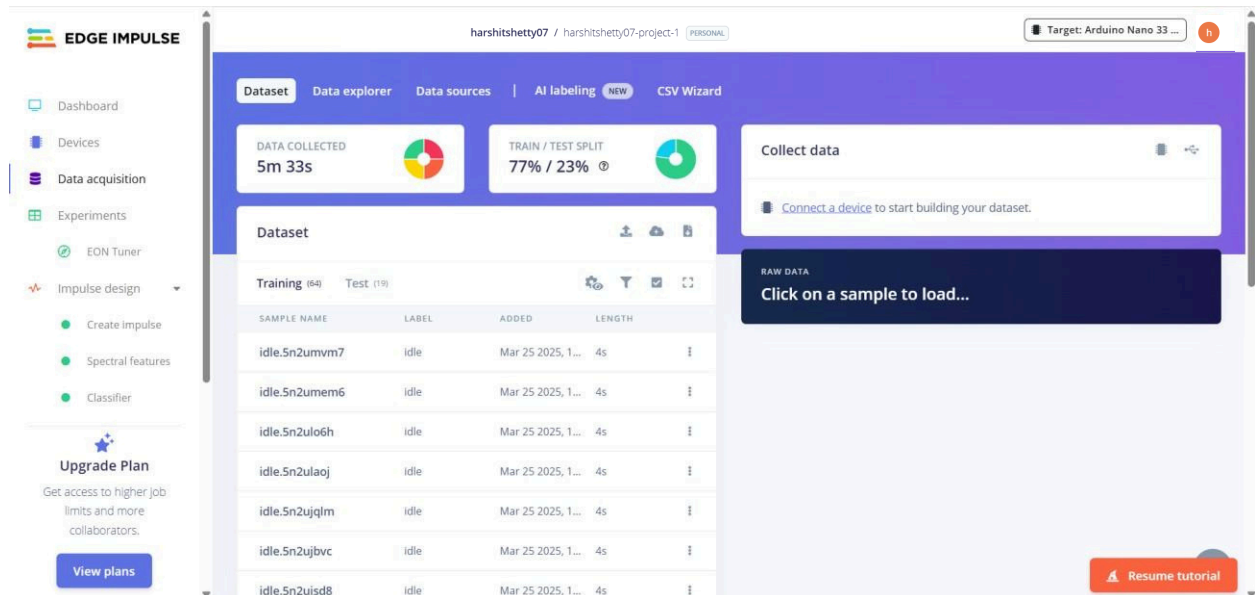 EDGE IMPULSE
harshitshetty07 / harshitshetty07-project-1 PERSONAL
Target: Arduino Nano 33 ...
h
Dashboard
Devices
Data acquisition
Experiments
EON Tuner
Impulse design
Create impulse
Spectral features
Classifier
Upgrade Plan
Get access to higher job
limits and more
collaborators.
View plans
Dataset Data explorer Data sources | AI labeling NEW CSV Wizard
DATA COLLECTED
5m 33s
TRAIN / TEST SPLIT
77% / 23%
Dataset
Training (64) Test (19)
SAMPLE NAME LABEL ADDED LENGTH
idle.5n2umvm7 idle Mar 25 2025, 1... 4s
idle.5n2umem6 idle Mar 25 2025, 1... 4s
idle.5n2ulo6h idle Mar 25 2025, 1... 4s
idle.5n2ulaoj idle Mar 25 2025, 1... 4s
idle.5n2ujqlm idle Mar 25 2025, 1... 4s
idle.5n2ujbvc idle Mar 25 2025, 1... 4s
idle.5n2uisd8 idle Mar 25 2025, 1... 4s
Collect data
Connect a device to start building your dataset.
RAW DATA
Click on a sample to load...
Resume tutorial